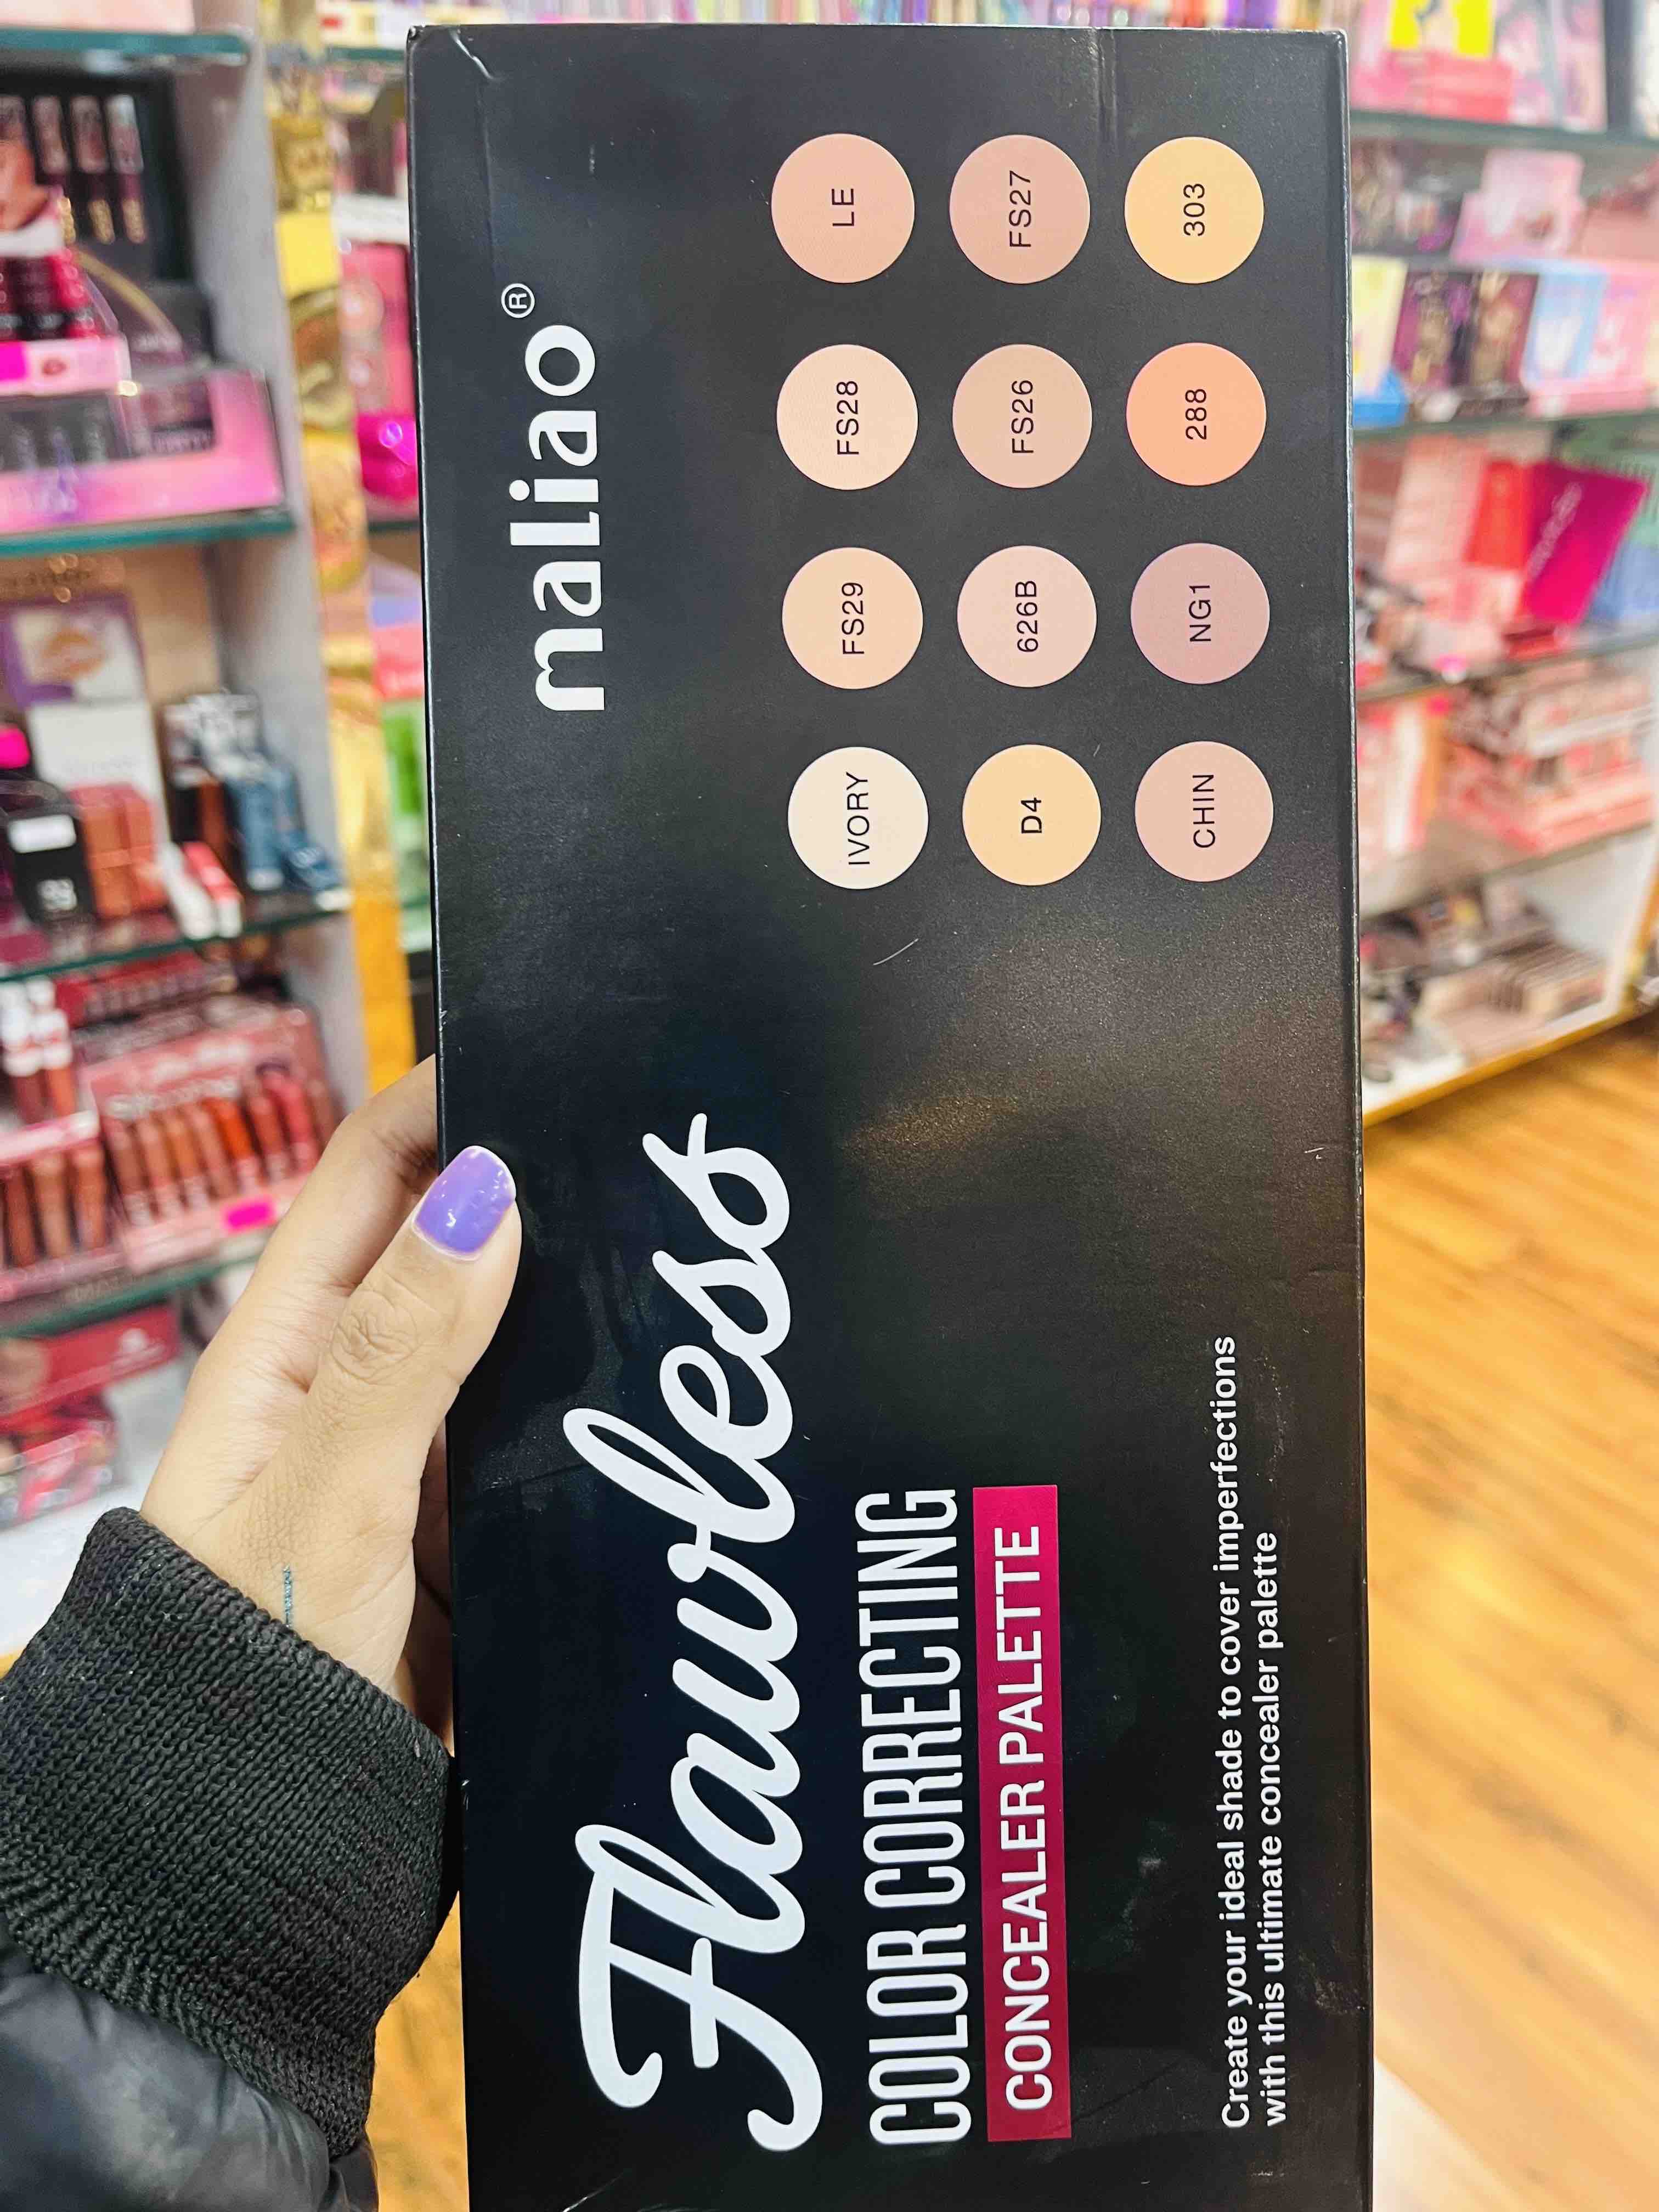 maliao®
Flawless
COLOR CORRECTING
CONCEALER PALETTE
IVORY FS29 FS28 LE
D4 626B FS26 FS27
CHIN NG1 288 303
Create your ideal shade to cover imperfections
with this ultimate concealer palette